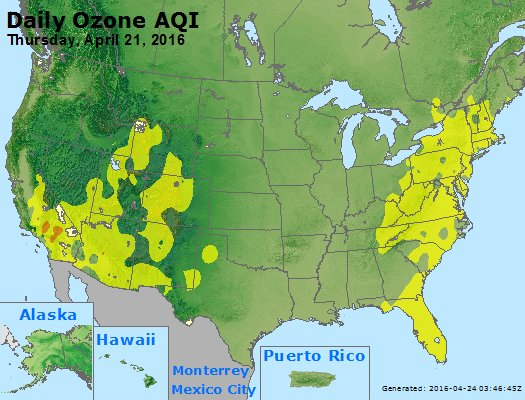 Daily Ozone AQI
Thursday, April 21, 2016
Alaska
Hawaii
Monterrey
Mexico City
Puerto Rico
Generated: 2016-04-24 03:46:45Z